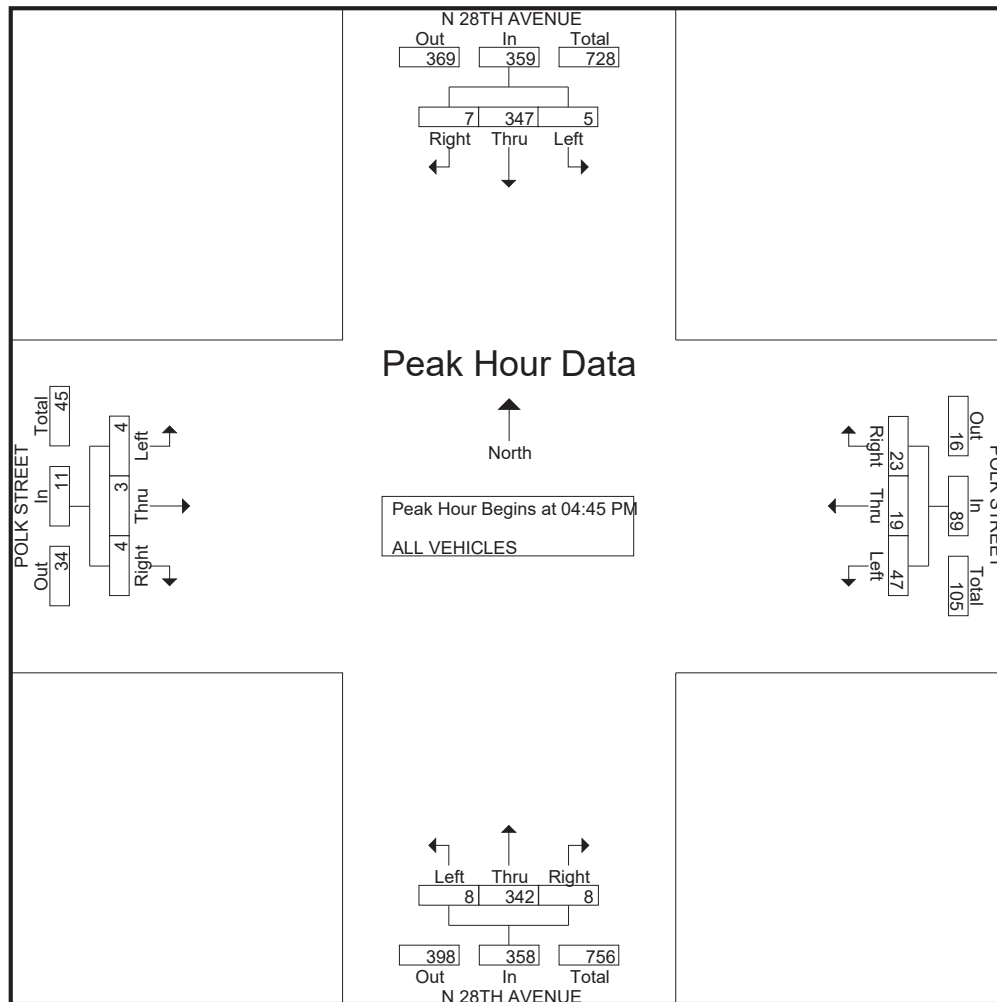 N 28TH AVENUE
Out In Total
369 359 728
7 347 5
Right Thru Left
Peak Hour Data
North
Peak Hour Begins at 04:45 PM
ALL VEHICLES
POLK STREET
Out In Total
34 11 45
4 3 4
Right Thru Left
POLK STREET
Out In Total
16 89 105
23 19 47
Right Thru Left
Left Thru Right
8 342 8
398 358 756
Out In Total
N 28TH AVENUE